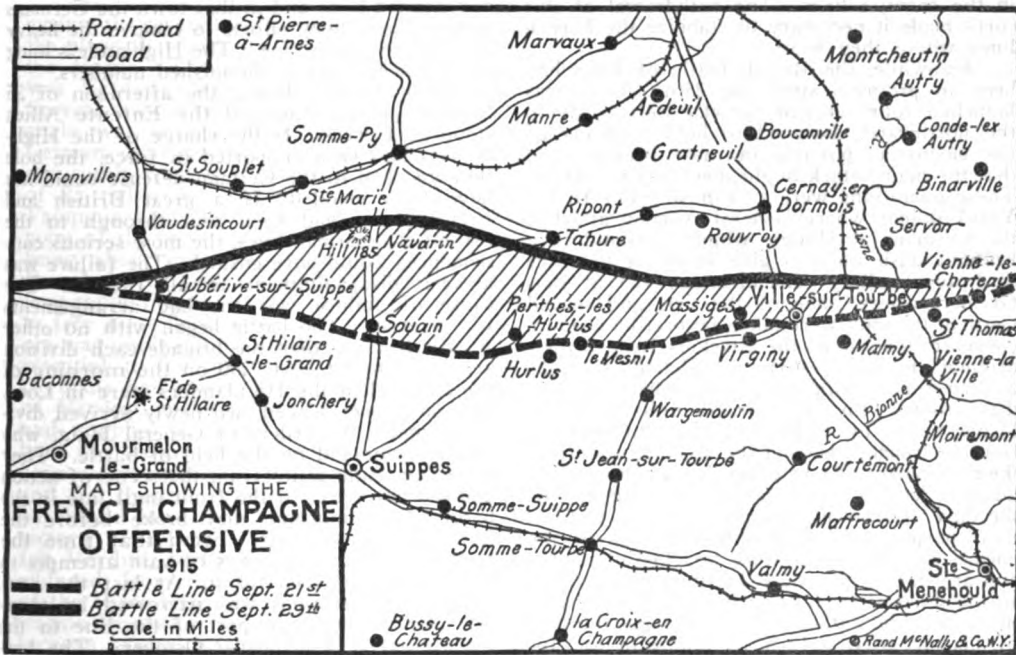 Railroad
Road
St Pierre-
-à-Arnes
Marvaux
Montcheutin
Autry
Ardeuil
Manre
Conde-les
Autry
Bouconville
Somme-Py
Gratreuil
Moronvillers
St Souplet
Ste Marie
Binarville
Cernay-en
Dormois
Ripont
Vaudesincourt
Rouvroy
Servon
R. Aisne
Tahure
Navarin
Hill 193
Vienne-le-
Chateau
Aubérive-sur-Suippe
Perthes-les
-Hurlus
Massiges
Ville-sur-Tourbe
Souain
St Thomas
St Hilaire
-le-Grand
le Mesnil
Virginy
Malmy
Hurlus
Vienne-la-
Ville
Baconnes
Ft de
St Hilaire
Jonchery
Wargemoulin
R. Bionne
Moiremont
Mourmelon
-le-Grand
Suippes
St Jean-sur-Tourbe
Courtémont
MAP SHOWING THE
FRENCH CHAMPAGNE
OFFENSIVE
1915
Battle Line Sept. 21st
Battle Line Sept. 29th
Scale in Miles
Somme-Suippe
Maffrecourt
Somme-Tourbe
Valmy
Ste
Menehould
Bussy-le-
Chateau
la Croix-en
Champagne
© Rand McNally & Co. N.Y.